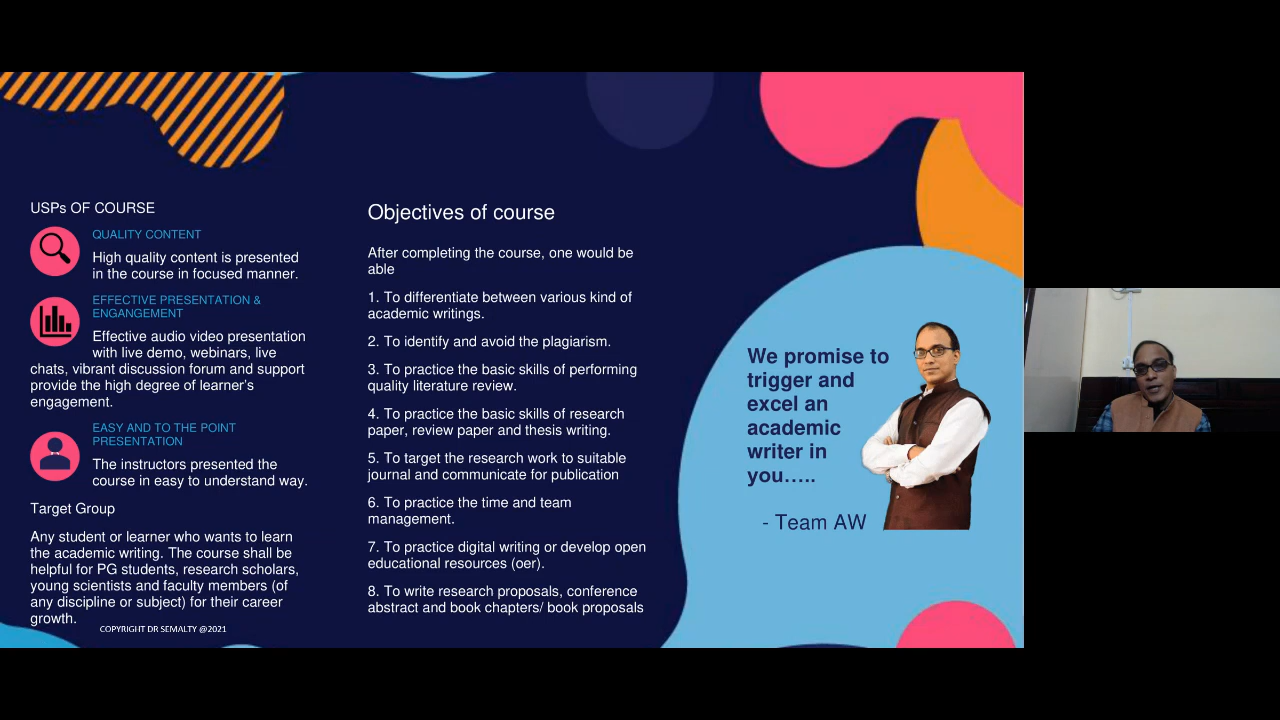 USPs OF COURSE
QUALITY CONTENT
High quality content is presented
in the course in focused manner.
EFFECTIVE PRESENTATION &
ENGANGEMENT
Effective audio video presentation
with live demo, webinars, live
chats, vibrant discussion forum and support
provide the high degree of learner's
engagement.
EASY AND TO THE POINT
PRESENTATION
The instructors presented the
course in easy to understand way.
Target Group
Any student or learner who wants to learn
the academic writing. The course shall be
helpful for PG students, research scholars,
young scientists and faculty members (of
any discipline or subject) for their career
growth.
COPYRIGHT DR SEMALTY @2021
Objectives of course
After completing the course, one would be
able
1. To differentiate between various kind of
academic writings.
2. To identify and avoid the plagiarism.
3. To practice the basic skills of performing
quality literature review.
4. To practice the basic skills of research
paper, review paper and thesis writing.
5. To target the research work to suitable
journal and communicate for publication
6. To practice the time and team
management.
7. To practice digital writing or develop open
educational resources (oer).
8. To write research proposals, conference
abstract and book chapters/ book proposals
We promise to
trigger and
excel an
academic
writer in
you…..
- Team AW